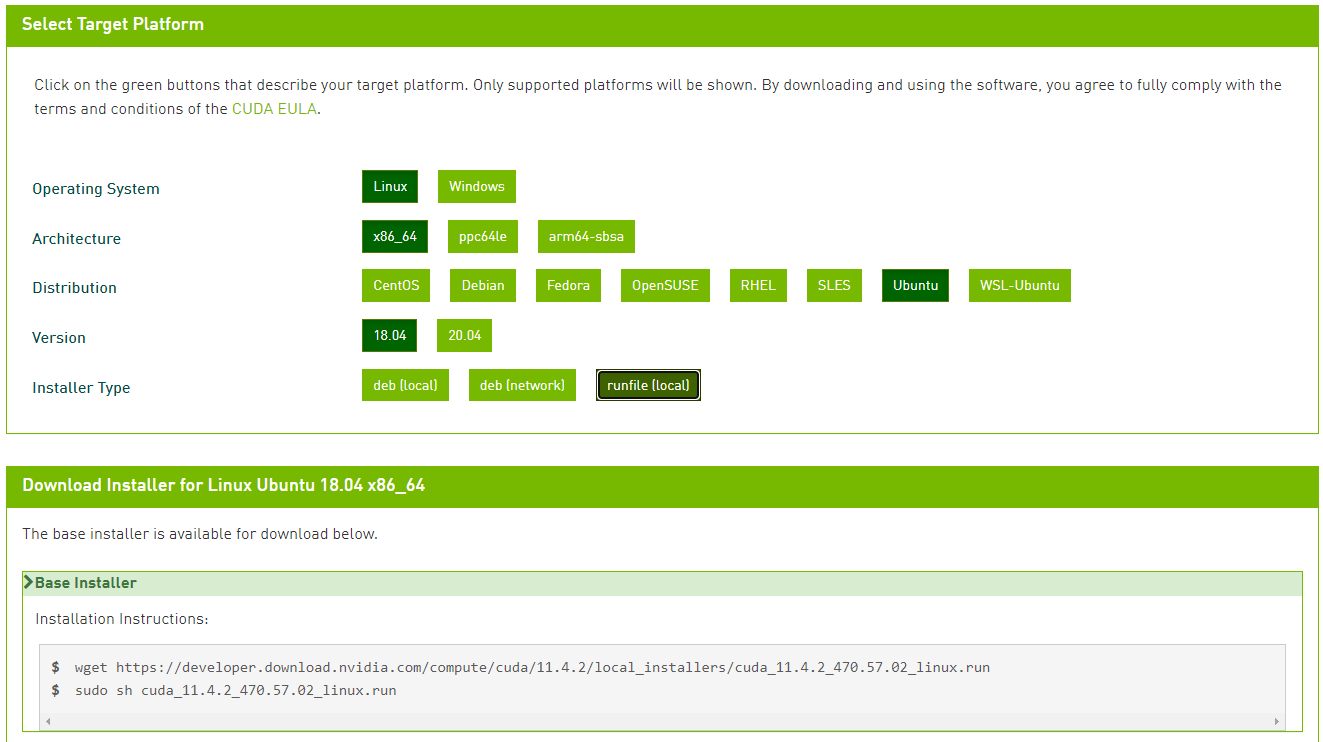 Select Target Platform
Click on the green buttons that describe your target platform. Only supported platforms will be shown. By downloading and using the software, you agree to fully comply with the
terms and conditions of the CUDA EULA.
Operating System Linux Windows
Architecture x86_64 ppc64le arm64-sbsa
Distribution CentOS Debian Fedora OpenSUSE RHEL SLES Ubuntu WSL-Ubuntu
Version 18.04 20.04
Installer Type deb (local) deb (network) runfile (local)
Download Installer for Linux Ubuntu 18.04 x86_64
The base installer is available for download below.
Base Installer
Installation Instructions:
$ wget https://developer.download.nvidia.com/compute/cuda/11.4.2/local_installers/cuda_11.4.2_470.57.02_linux.run
$ sudo sh cuda_11.4.2_470.57.02_linux.run